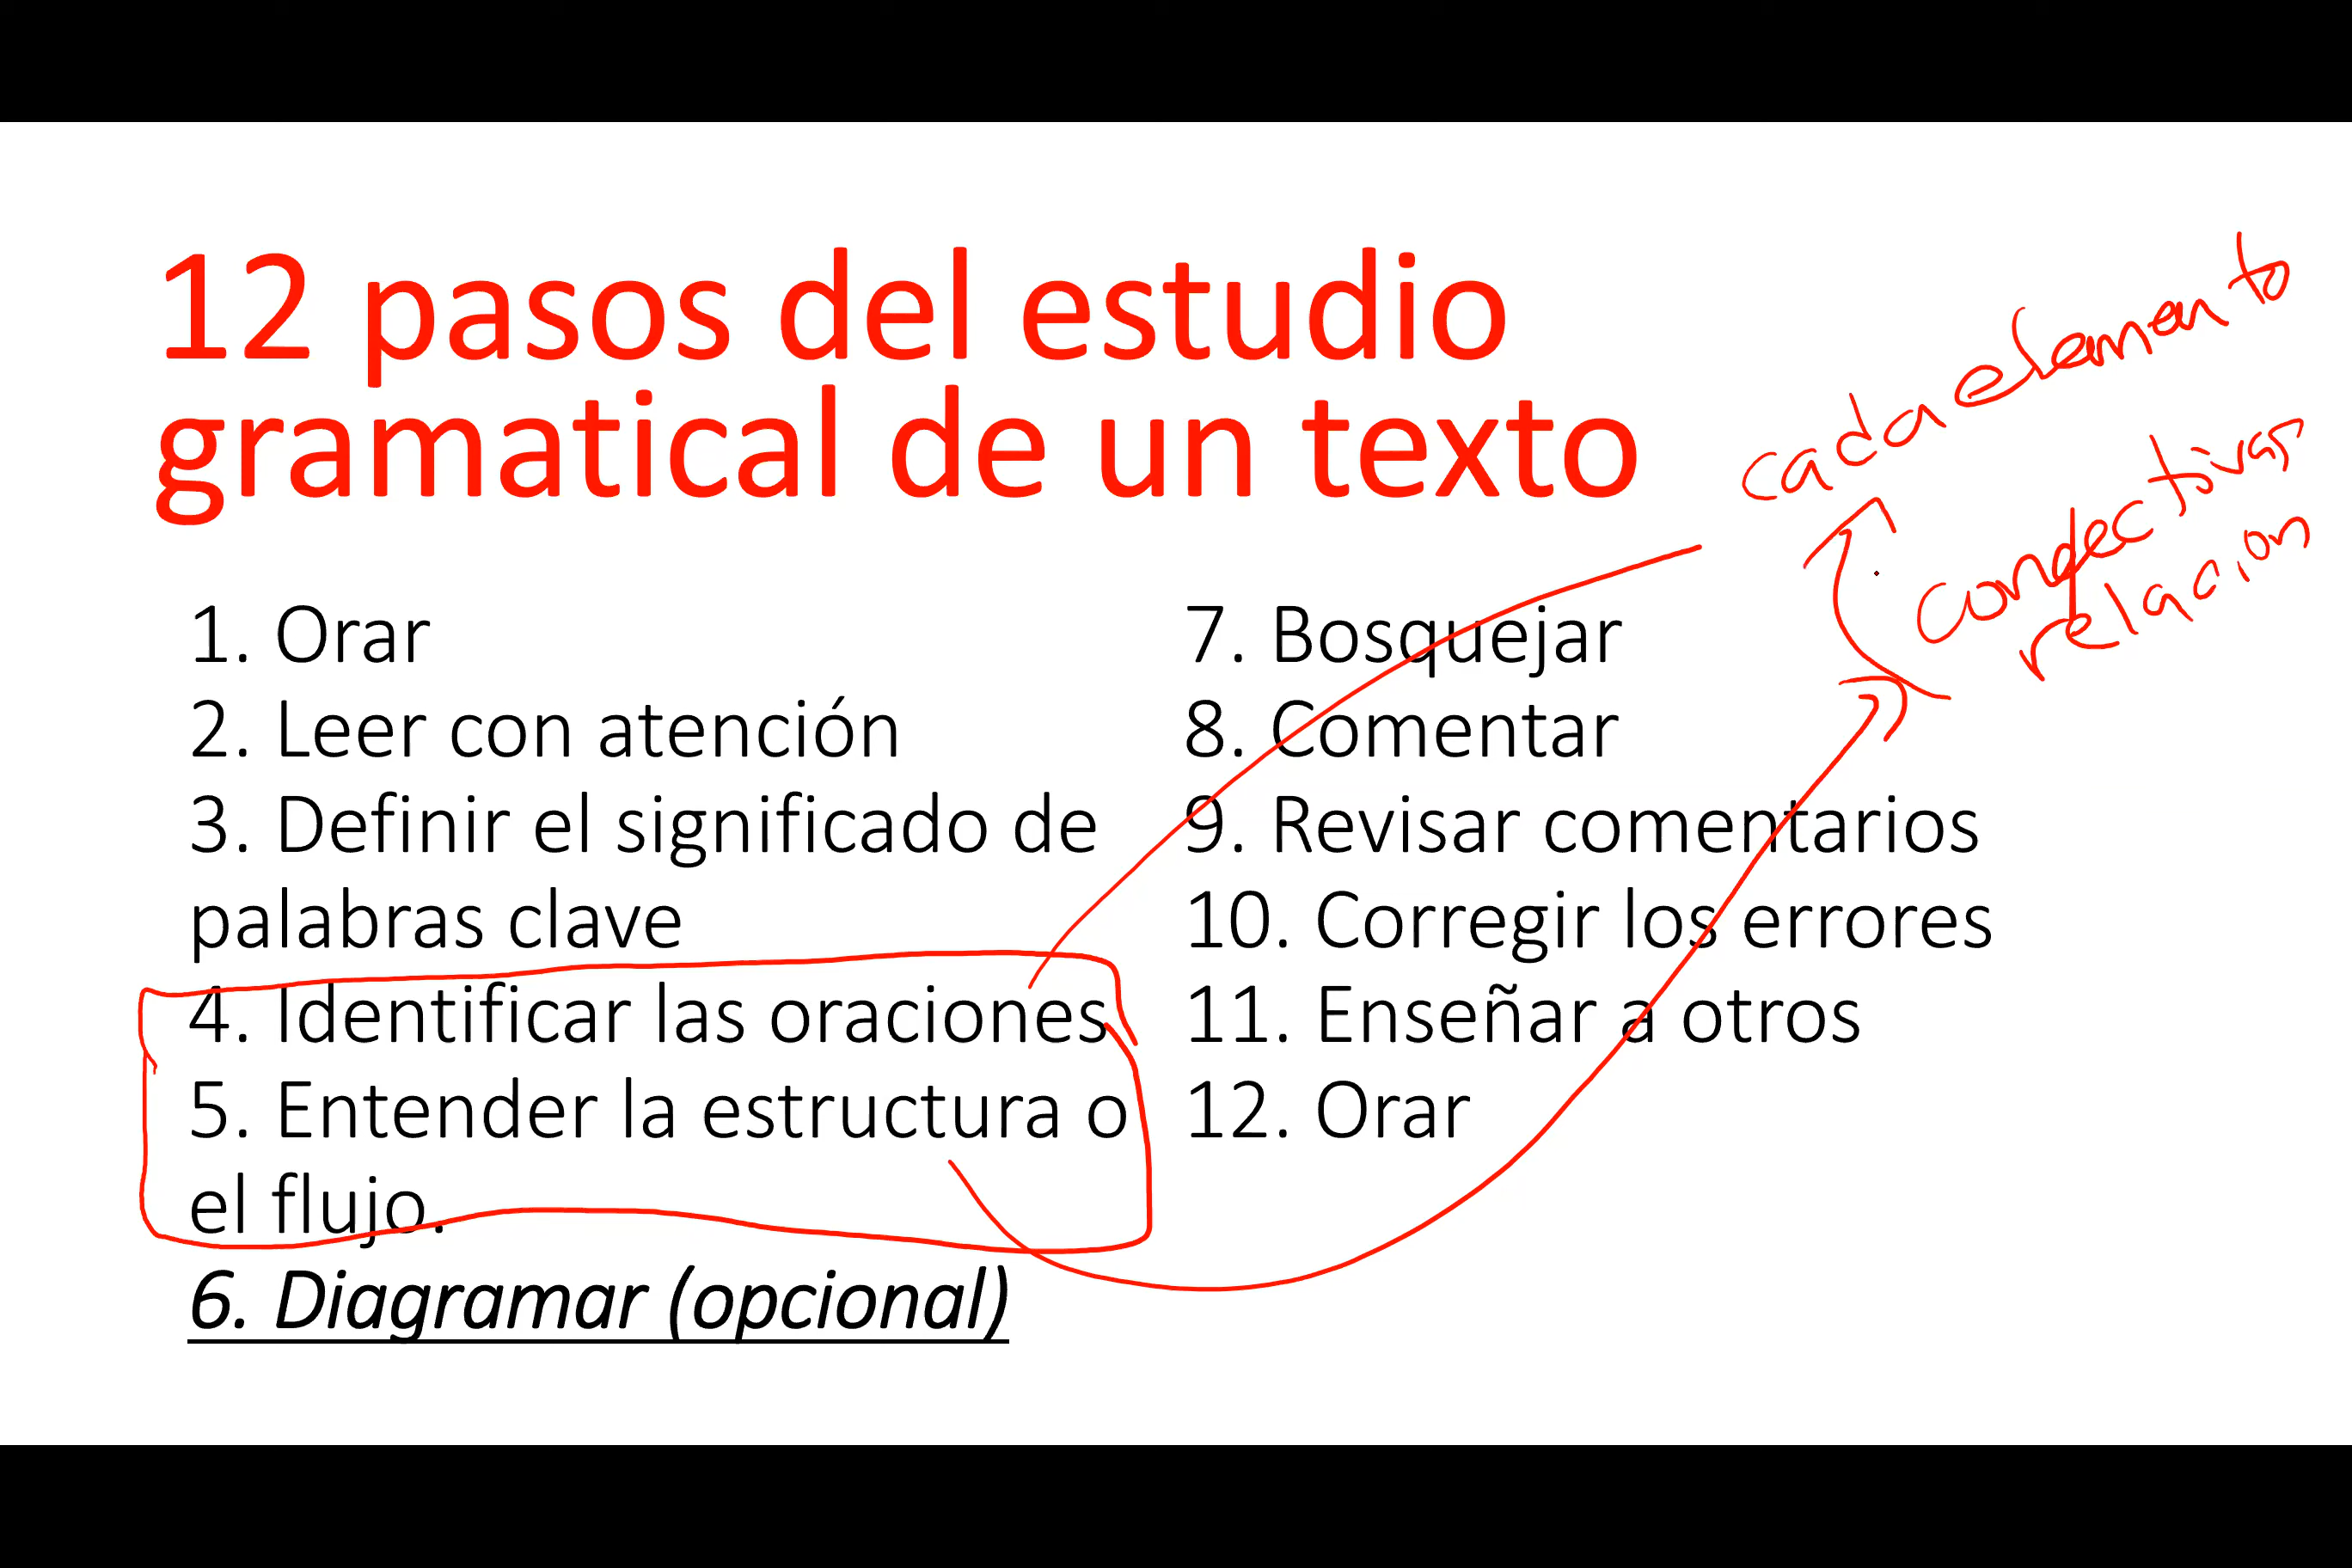 12 pasos del estudio
gramatical de un texto
1. Orar
2. Leer con atención
3. Definir el significado de
palabras clave
4. Identificar las oraciones
5. Entender la estructura o
el flujo.
6. Diagramar (opcional)
7. Bosquejar
8. Comentar
9. Revisar comentarios
10. Corregir los errores
11. Enseñar a otros
12. Orar
cada elemento
conectivos
relacion